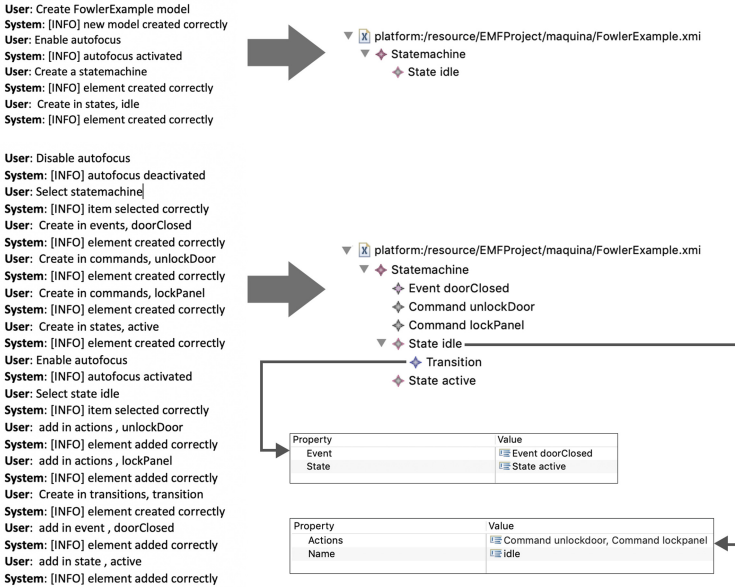 User: Create FowlerExample model
System: [INFO] new model created correctly
User: Enable autofocus
System: [INFO] autofocus activated
User: Create a statemachine
System: [INFO] element created correctly
User: Create in states, idle
System: [INFO] element created correctly
platform:/resource/EMFProject/maquina/FowlerExample.xmi
Statemachine
State idle
User: Disable autofocus
System: [INFO] autofocus deactivated
User: Select statemachine
System: [INFO] item selected correctly
User: Create in events, doorClosed
System: [INFO] element created correctly
User: Create in commands, unlockDoor
System: [INFO] element created correctly
User: Create in commands, lockPanel
System: [INFO] element created correctly
User: Create in states, active
System: [INFO] element created correctly
User: Enable autofocus
System: [INFO] autofocus activated
User: Select state idle
System: [INFO] item selected correctly
User: add in actions , unlockDoor
System: [INFO] element added correctly
User: add in actions , lockPanel
System: [INFO] element added correctly
User: Create in transitions, transition
System: [INFO] element created correctly
User: add in event , doorClosed
System: [INFO] element added correctly
User: add in state , active
System: [INFO] element added correctly
platform:/resource/EMFProject/maquina/FowlerExample.xmi
Statemachine
Event doorClosed
Command unlockDoor
Command lockPanel
State idle
Transition
State active
Property Value
Event Event doorClosed
State State active
Property Value
Actions Command unlockdoor, Command lockpanel
Name idle